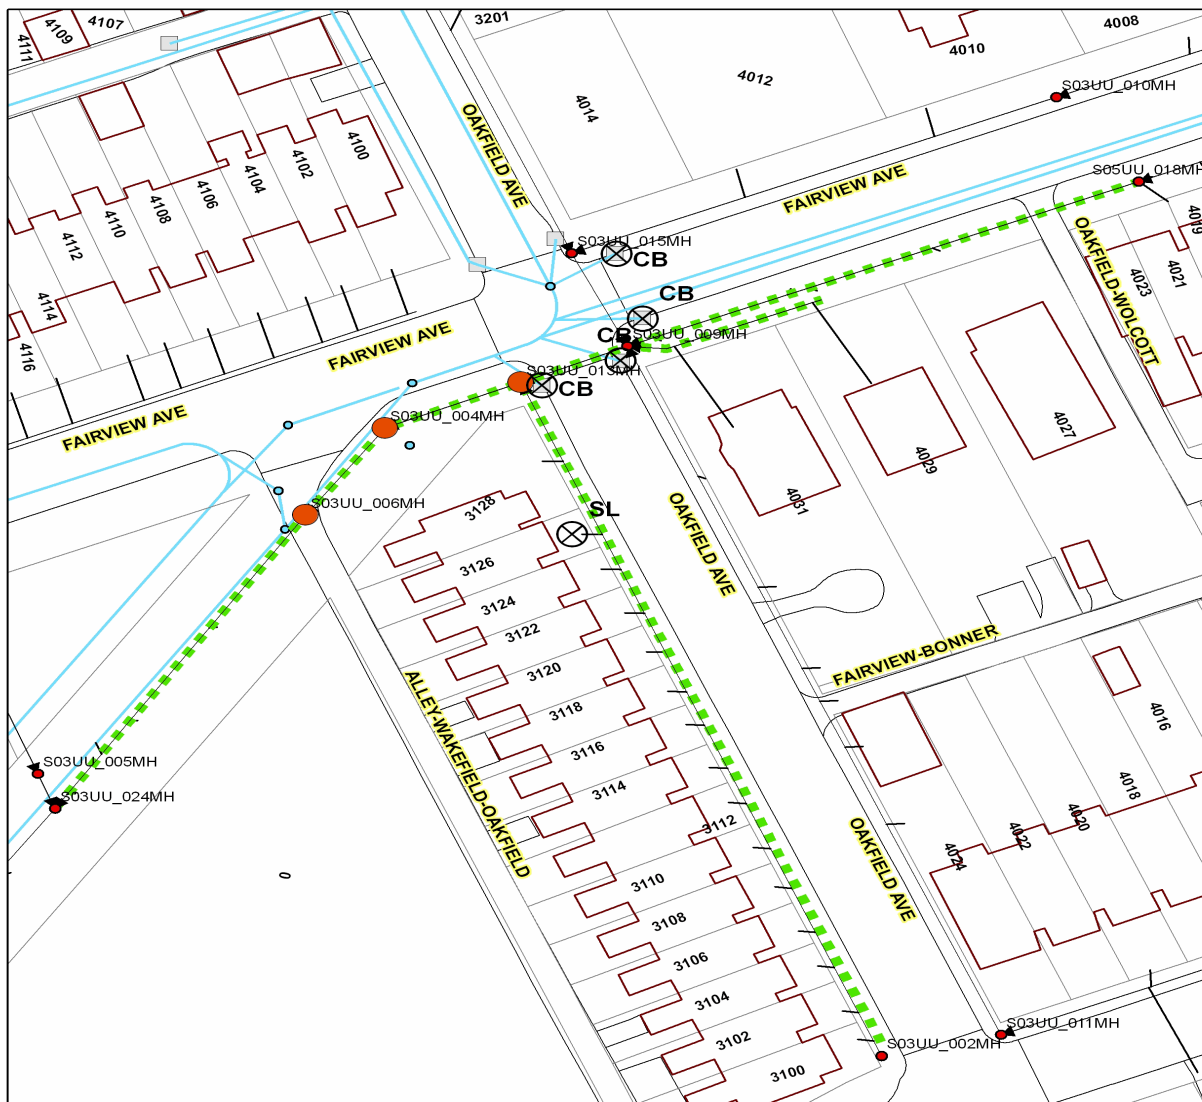 3201
4107
4109
4111
4008
4010
4012
4014
S03UU_010MH
OAKFIELD AVE
4100
4102
4104
4106
4108
4110
4112
4114
4116
S05UU_018MH
FAIRVIEW AVE
4019
4021
4023
OAKFIELD-WOLCOTT
S03UU_015MH
CB
CB
CB
S03UU_009MH
FAIRVIEW AVE
S03UU_013MH
CB
FAIRVIEW AVE
S03UU_004MH
4027
4029
4031
S03UU_006MH
SL
OAKFIELD AVE
3128
3126
3124
3122
3120
3118
3116
3114
3112
3110
3108
3106
3104
3102
3100
FAIRVIEW-BONNER
ALLEY-WAKEFIELD-OAKFIELD
4016
4018
4020
4022
4024
S03UU_005MH
S03UU_024MH
0
OAKFIELD AVE
S03UU_011MH
S03UU_002MH